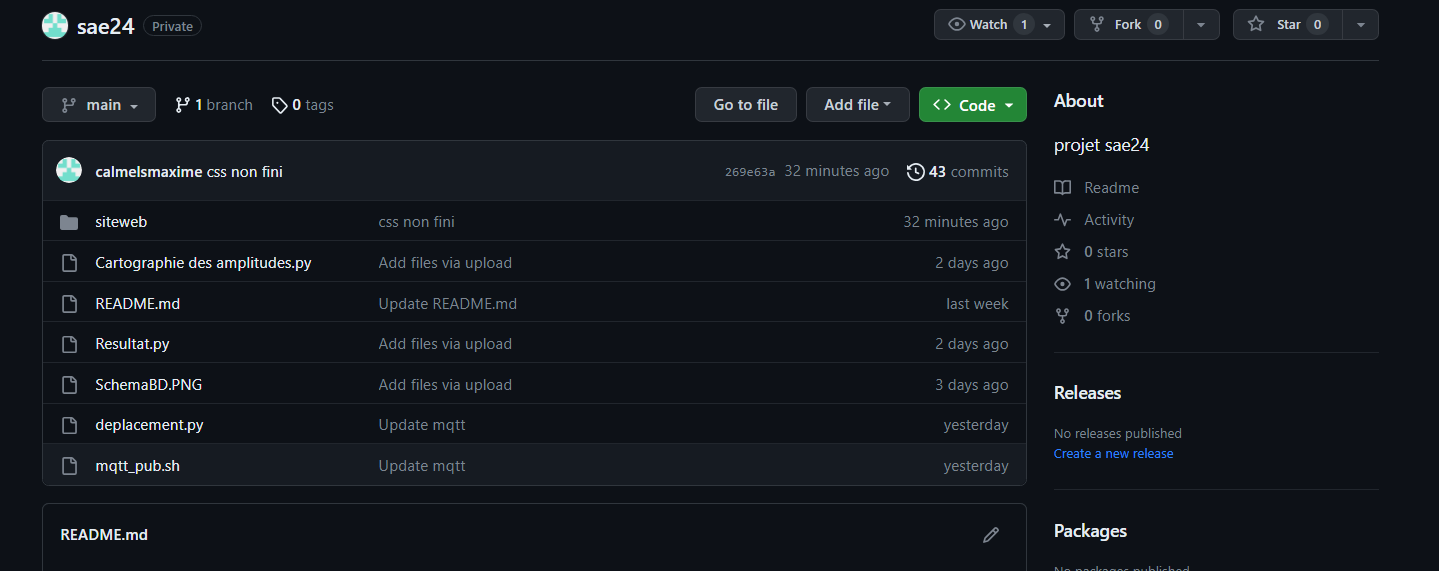 sae24 Private Watch 1 Fork 0 Star 0
main 1 branch 0 tags Go to file Add file Code
calmelsmaxime css non fini 269e63a 32 minutes ago 43 commits
siteweb css non fini 32 minutes ago
Cartographie des amplitudes.py Add files via upload 2 days ago
README.md Update README.md last week
Resultat.py Add files via upload 2 days ago
SchemaBD.PNG Add files via upload 3 days ago
deplacement.py Update mqtt yesterday
mqtt_pub.sh Update mqtt yesterday
README.md
About
projet sae24
Readme
Activity
0 stars
1 watching
0 forks
Releases
No releases published
Create a new release
Packages
No packages published